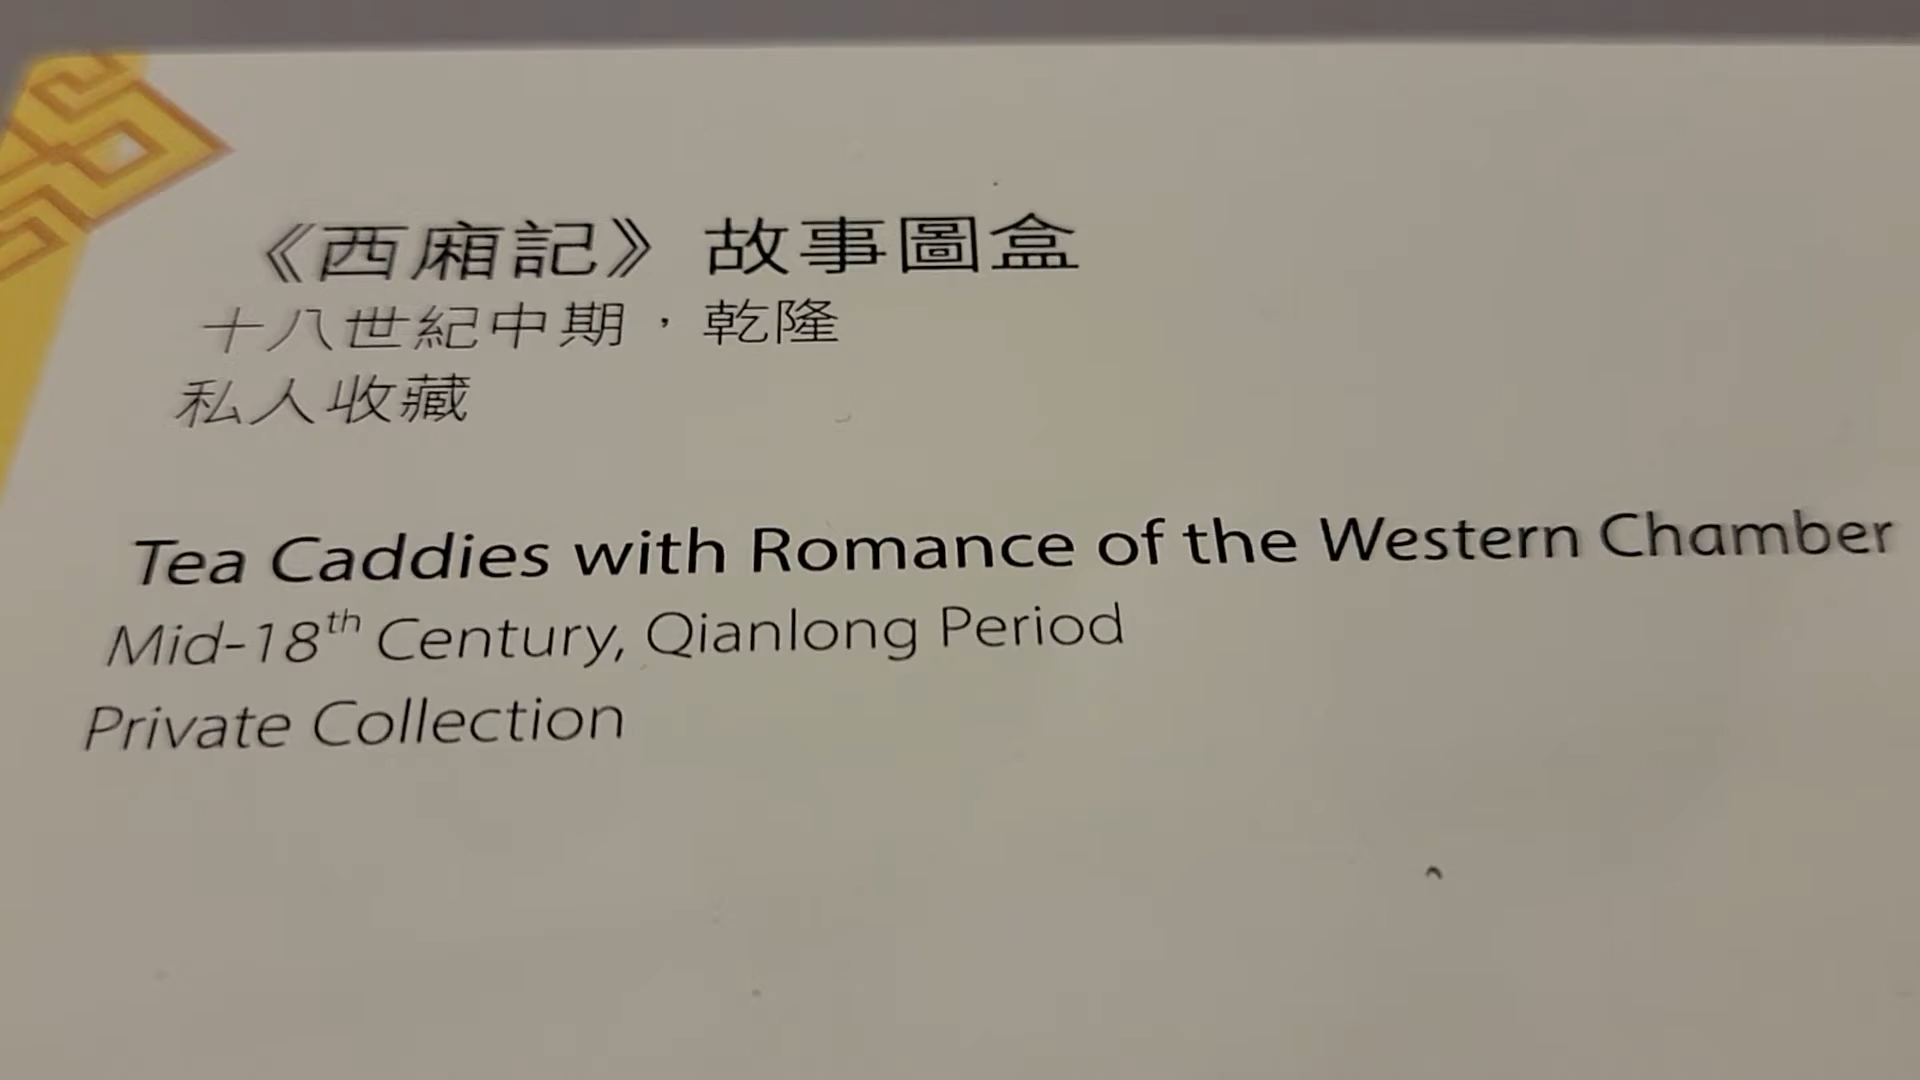 《西廂記》故事圖盒
十八世紀中期，乾隆
私人收藏
Tea Caddies with Romance of the Western Chamber
Mid-18th Century, Qianlong Period
Private Collection